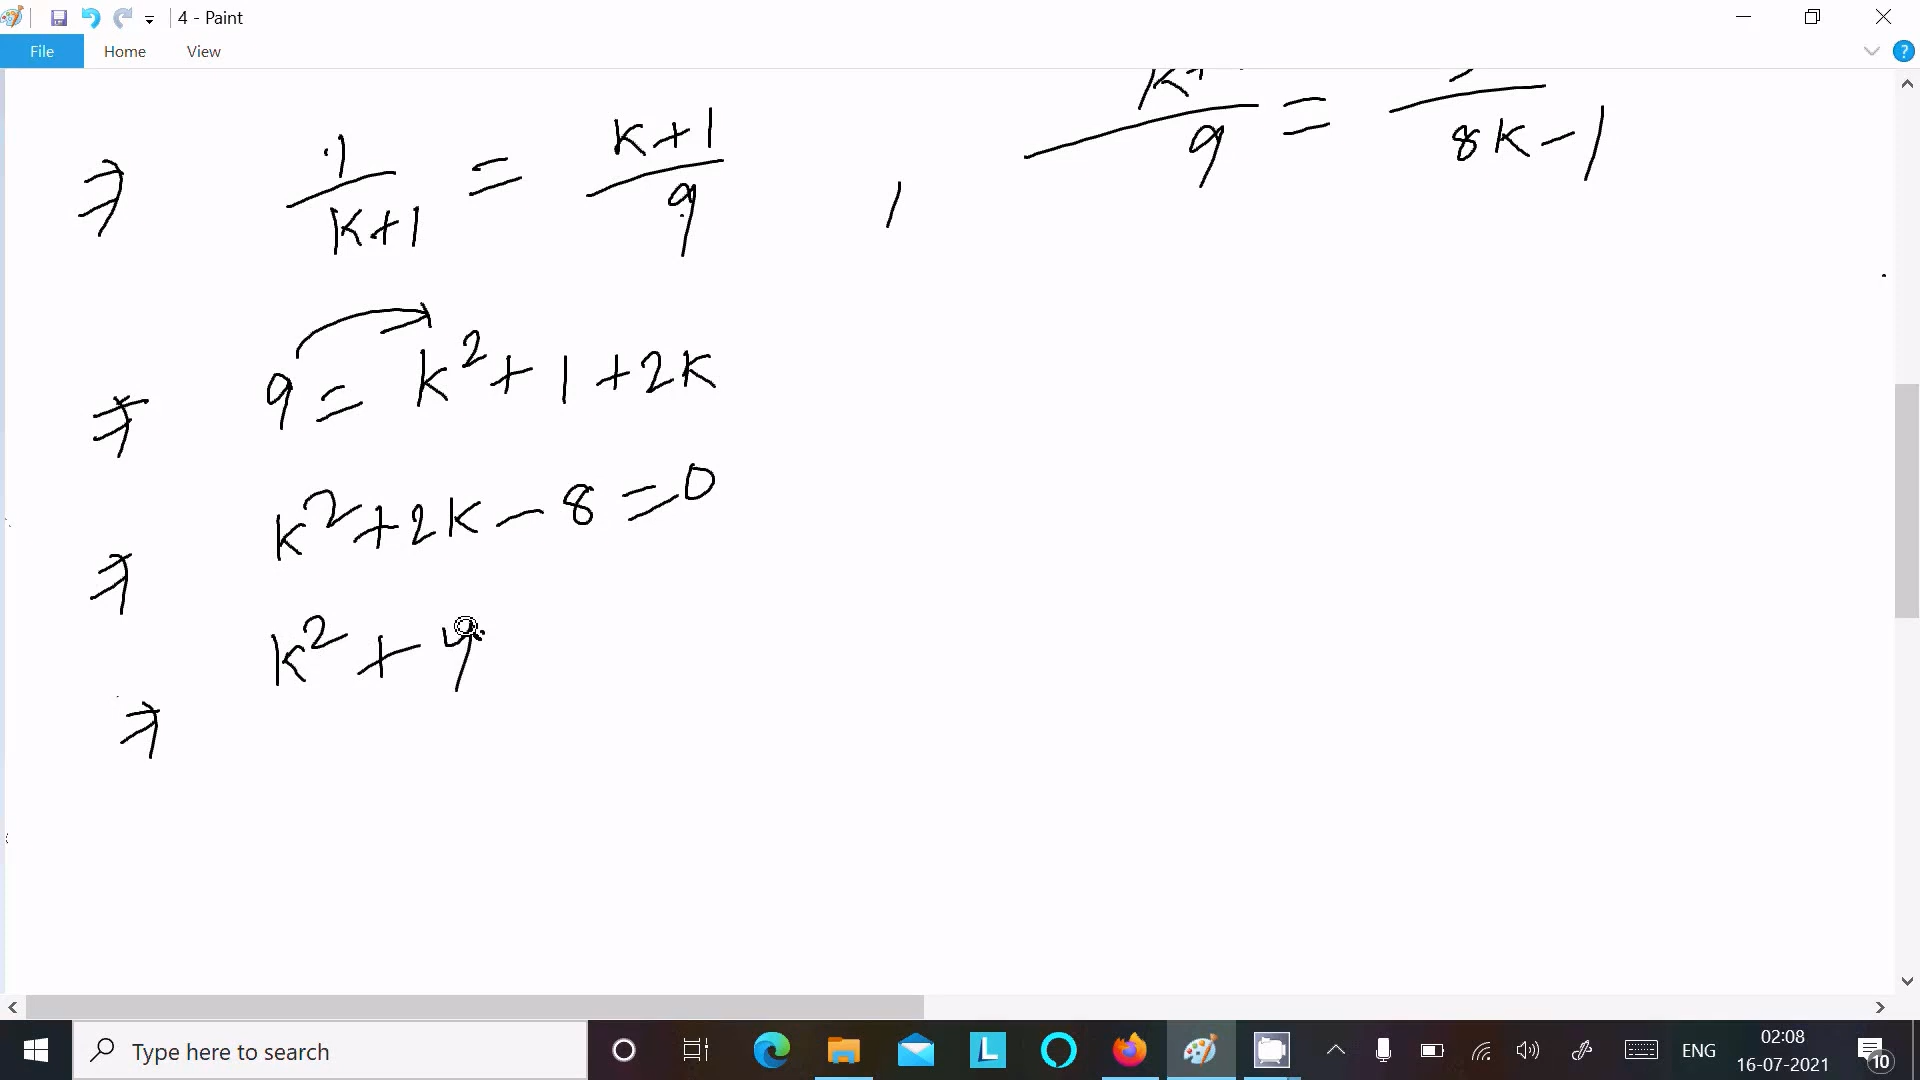 4 - Paint
File Home View
⇒ 1/(k+1) = (k+1)/9 , 9 = 8k-1
⇒ 9 = k²+1+2k
⇒ k²+2k-8=0
⇒ k²+4
Type here to search
L
ENG
02:08
16-07-2021
10